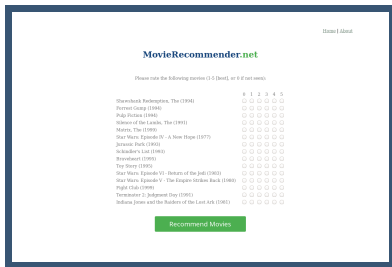 Home | About
MovieRecommender.net
Please rate the following movies (1-5 (best), or 0 if not seen):
0 1 2 3 4 5
Shawshank Redemption, The (1994)
Forrest Gump (1994)
Pulp Fiction (1994)
Silence of the Lambs, The (1991)
Matrix, The (1999)
Star Wars: Episode IV - A New Hope (1977)
Jurassic Park (1993)
Schindler's List (1993)
Braveheart (1995)
Toy Story (1995)
Star Wars: Episode VI - Return of the Jedi (1983)
Star Wars: Episode V - The Empire Strikes Back (1980)
Fight Club (1999)
Terminator 2: Judgment Day (1991)
Indiana Jones and the Raiders of the Lost Ark (1981)
Recommend Movies